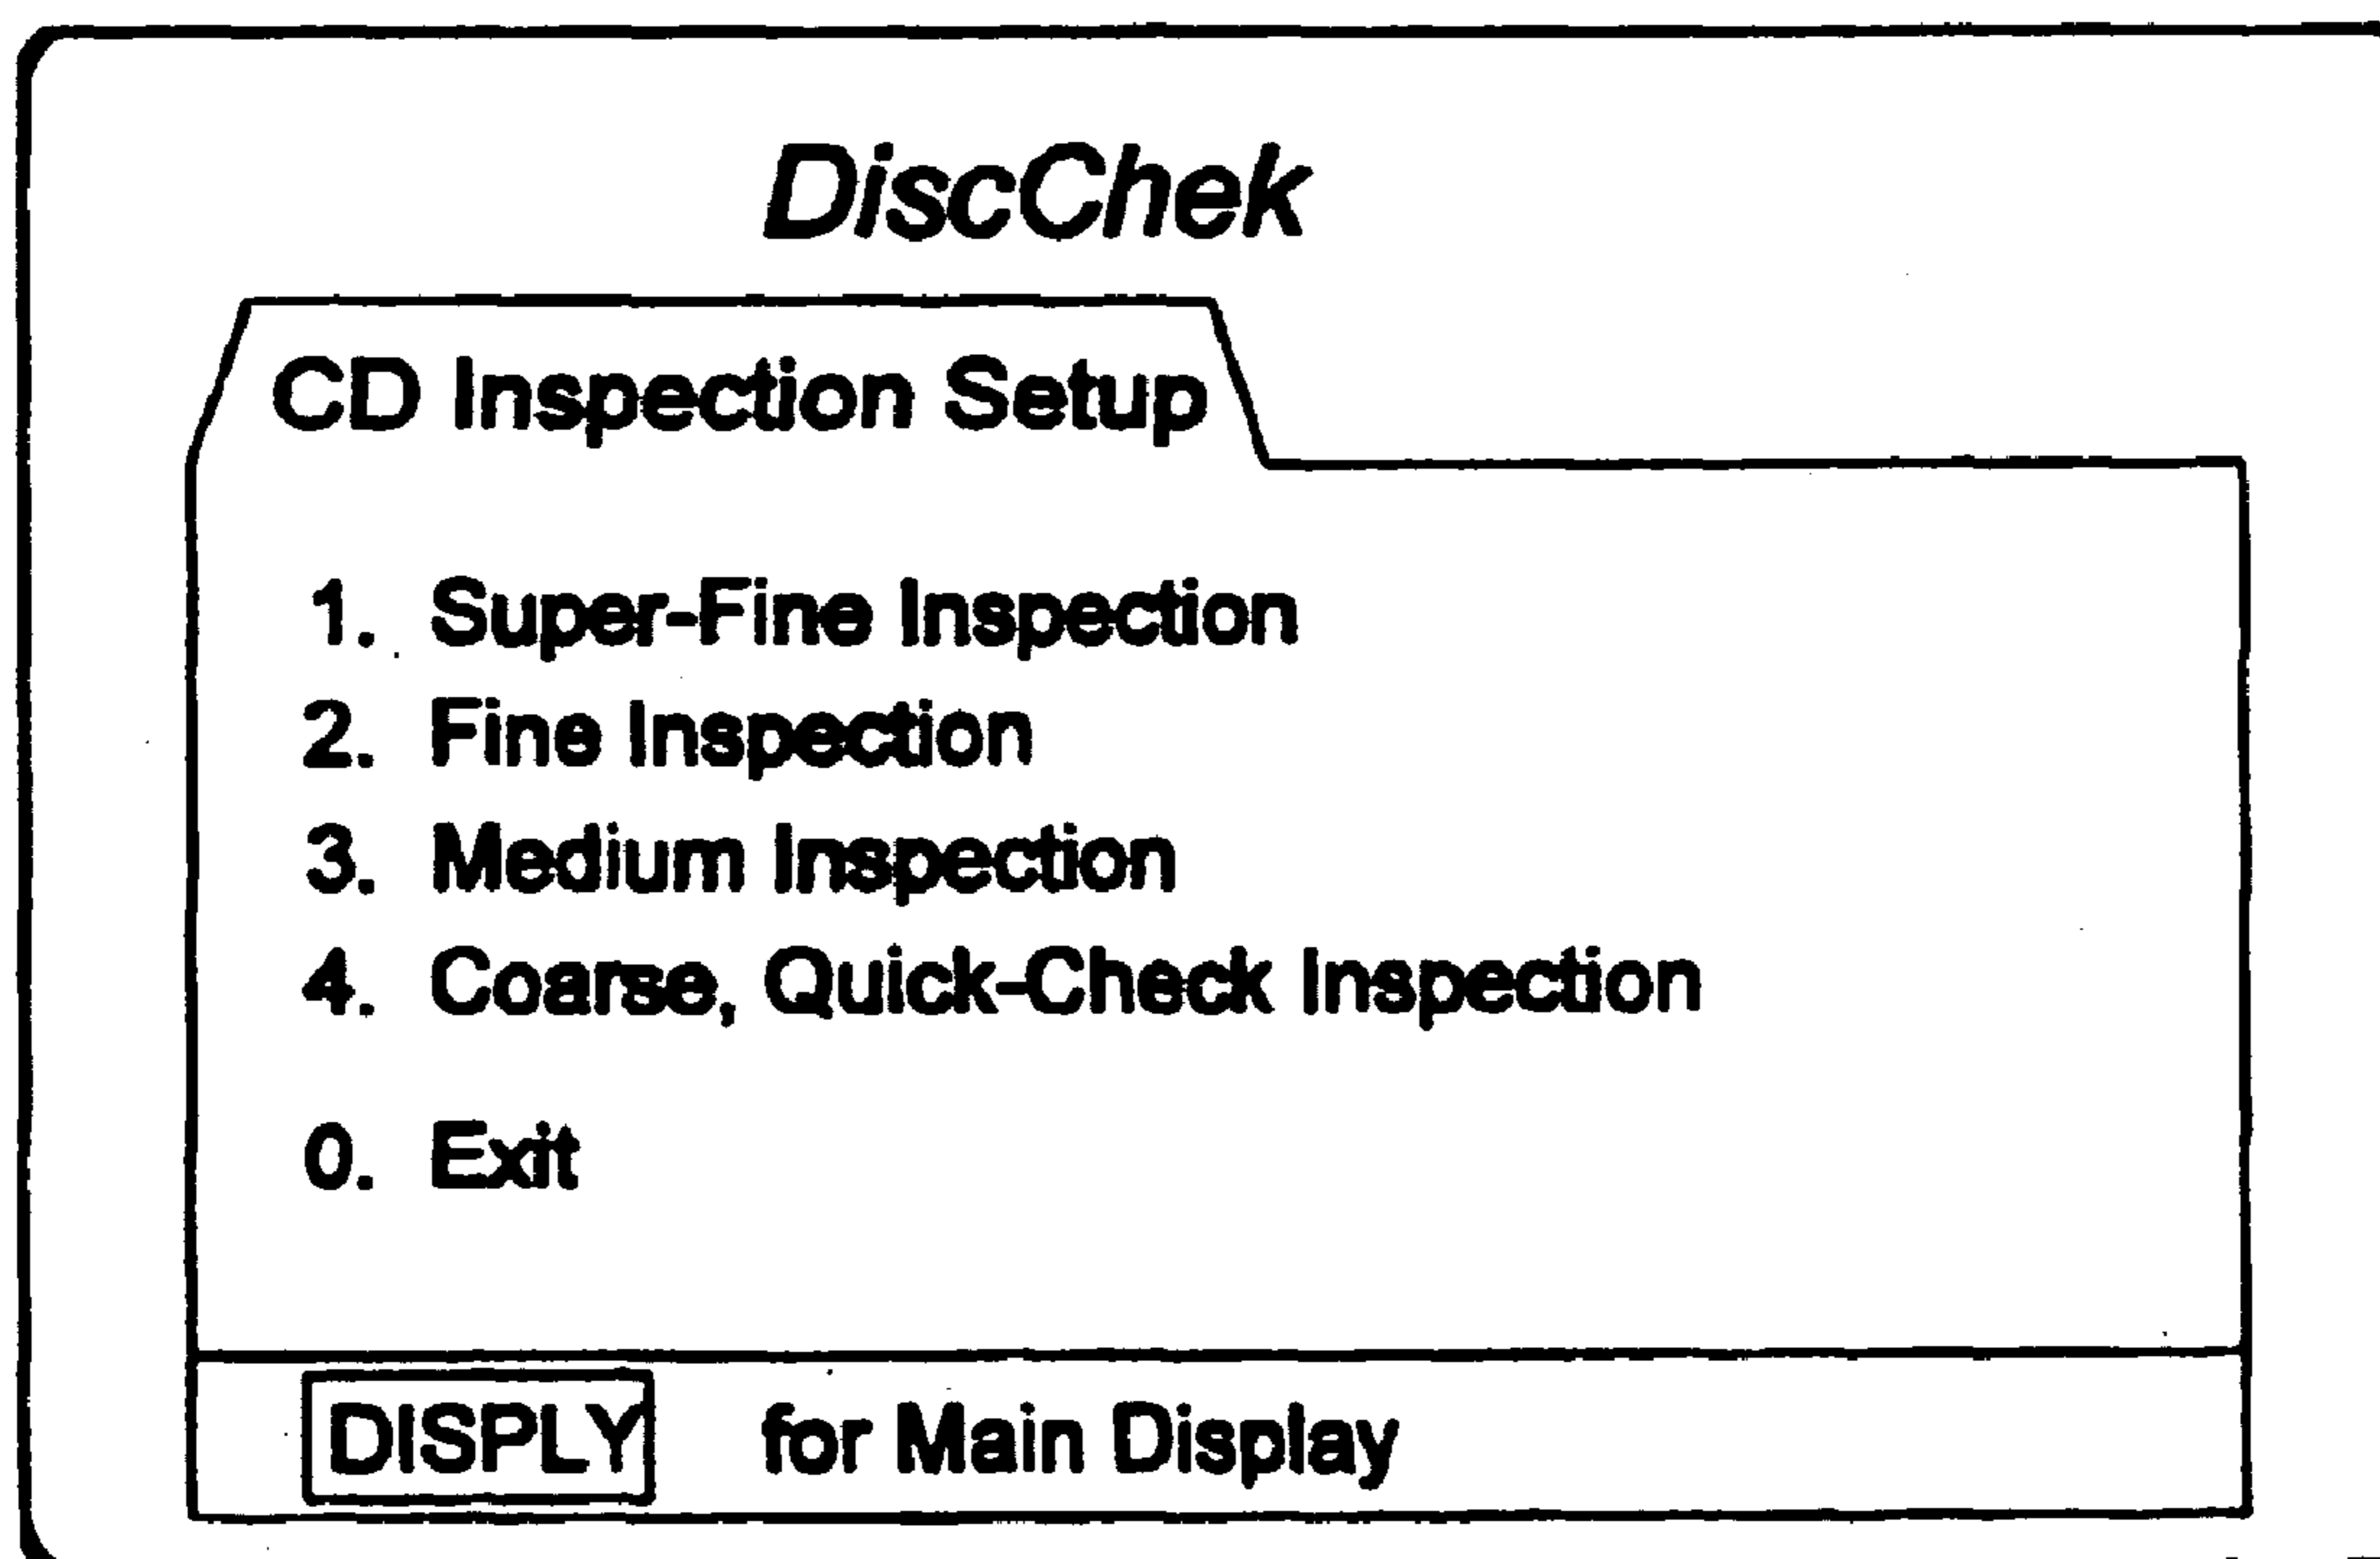 DiscChek
CD Inspection Setup
1. Super-Fine Inspection
2. Fine Inspection
3. Medium Inspection
4. Coarse, Quick-Check Inspection
0. Exit
DISPLY for Main Display